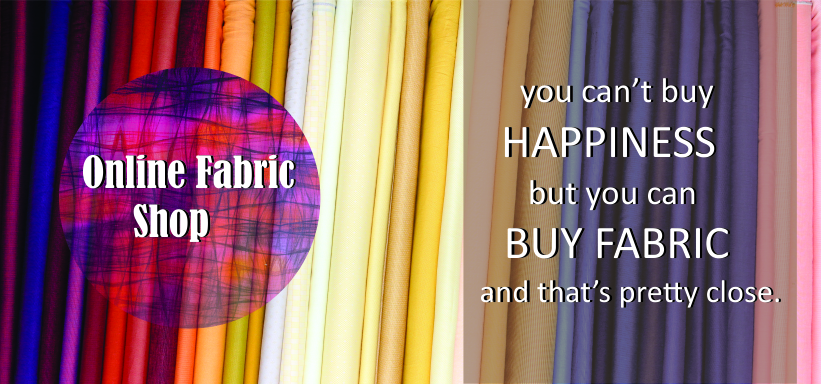 Online Fabric
Shop
you can't buy
HAPPINESS
but you can
BUY FABRIC
and that's pretty close.